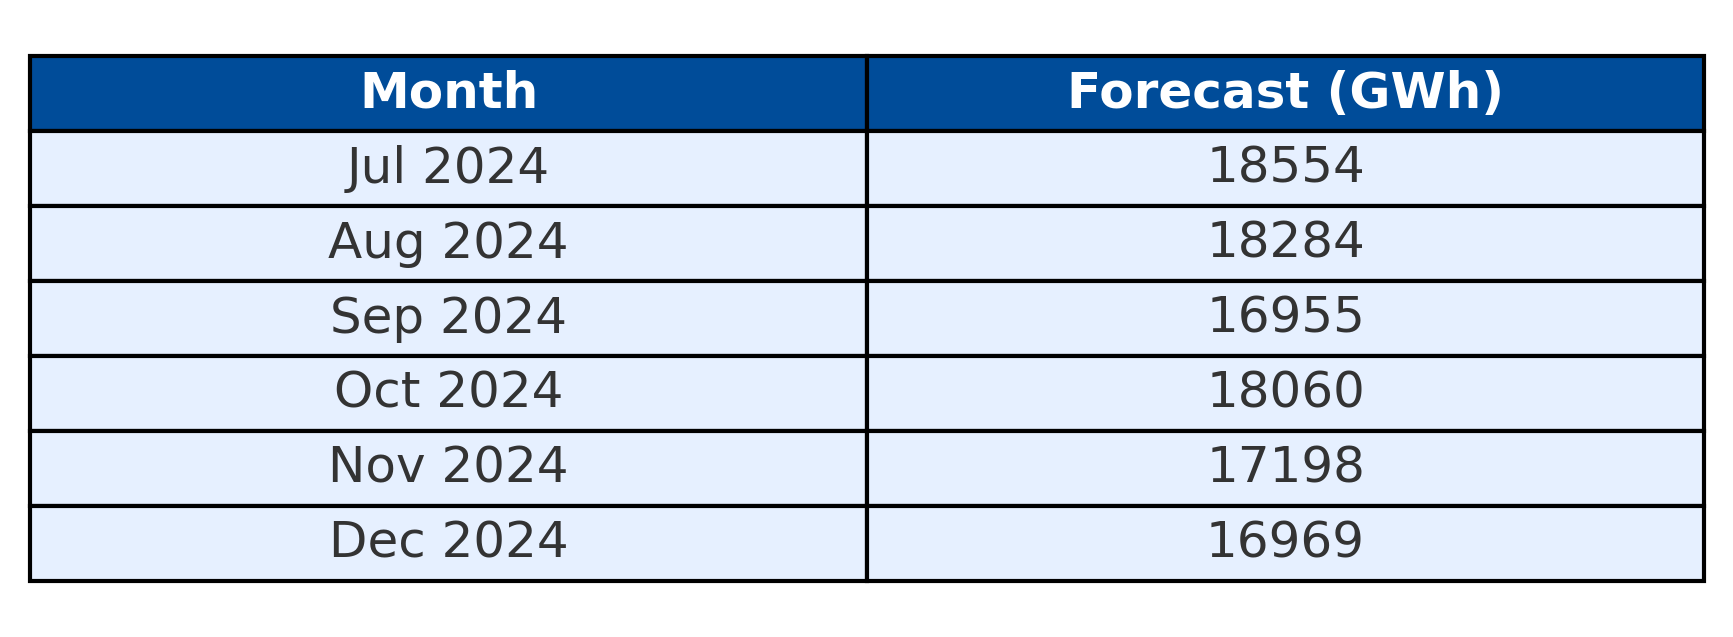 Month Forecast (GWh)
Jul 2024 18554
Aug 2024 18284
Sep 2024 16955
Oct 2024 18060
Nov 2024 17198
Dec 2024 16969